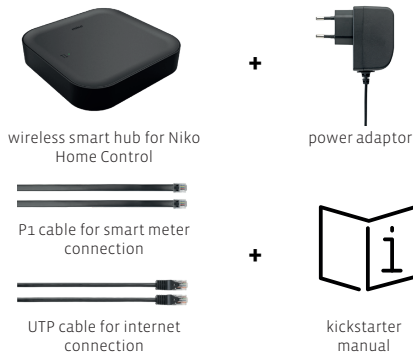 wireless smart hub for Niko
Home Control
+
power adaptor
P1 cable for smart meter
connection
UTP cable for internet
connection
+
i
kickstarter
manual